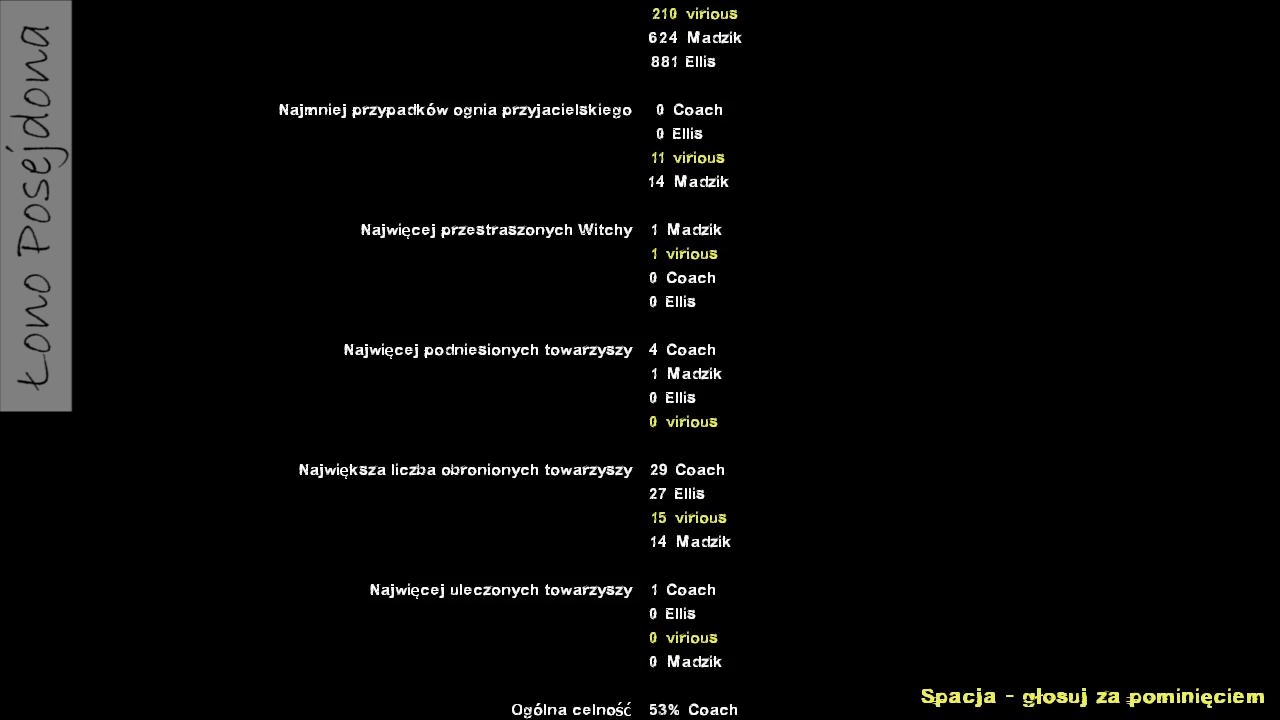 Łono Posejdona
210 virious
624 Madzik
881 Ellis
Najmniej przypadków ognia przyjacielskiego 0 Coach
0 Ellis
11 virious
14 Madzik
Najwięcej przestraszonych Witchy 1 Madzik
1 virious
0 Coach
0 Ellis
Najwięcej podniesionych towarzyszy 4 Coach
1 Madzik
0 Ellis
0 virious
Największa liczba obronionych towarzyszy 29 Coach
27 Ellis
15 virious
14 Madzik
Najwięcej uleczonych towarzyszy 1 Coach
0 Ellis
0 virious
0 Madzik
Spacja - głosuj za pominięciem
Ogólna celność 53% Coach